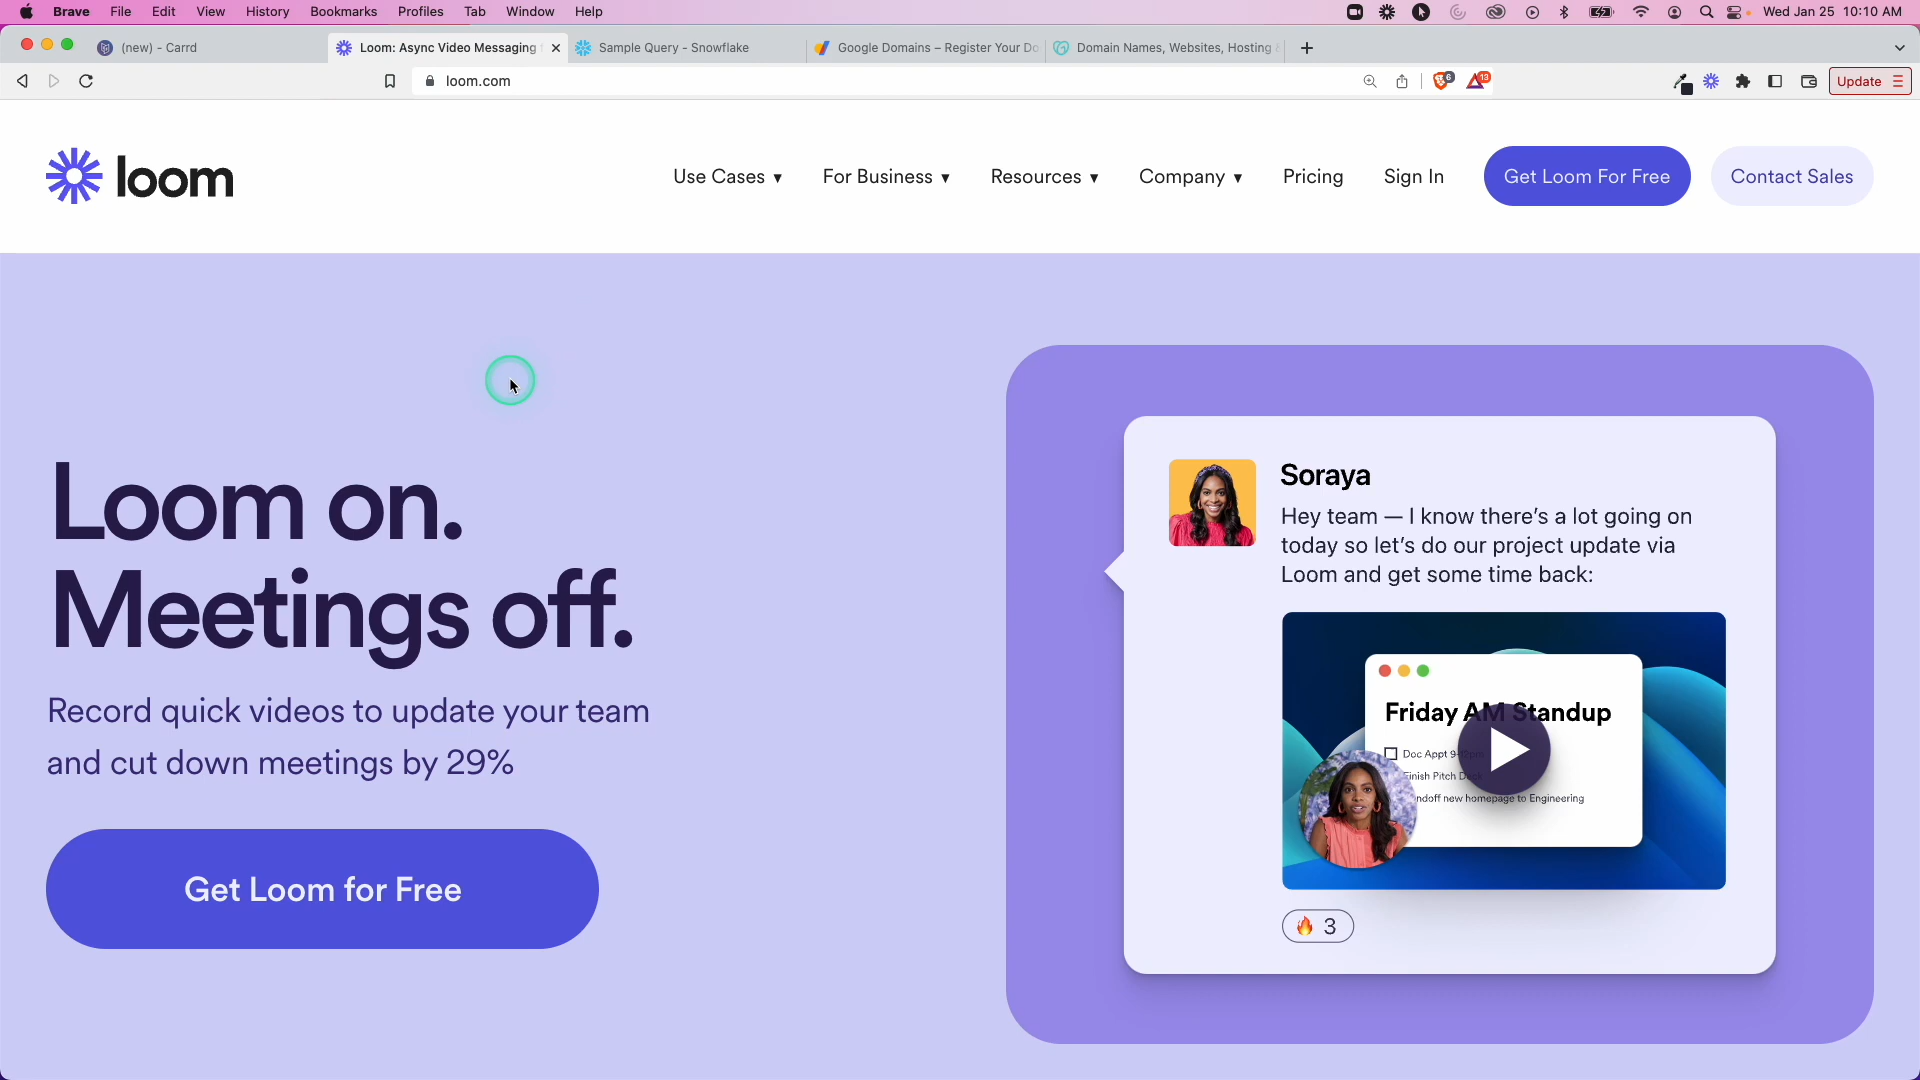 Brave File Edit View History Bookmarks Profiles Tab Window Help Wed Jan 25 10:10 AM
(new) - Carrd
Loom: Async Video Messaging
Sample Query - Snowflake
Google Domains – Register Your Do
Domain Names, Websites, Hosting
loom.com
6
13
Update
loom
Use Cases ▾
For Business ▾
Resources ▾
Company ▾
Pricing
Sign In
Get Loom For Free
Contact Sales
Loom on.
Meetings off.
Record quick videos to update your team
and cut down meetings by 29%
Get Loom for Free
Soraya
Hey team — I know there’s a lot going on
today so let’s do our project update via
Loom and get some time back:
Friday AM Standup
Doc Appt
Finish Pitch Deck
new homepage to Engineering
🔥 3